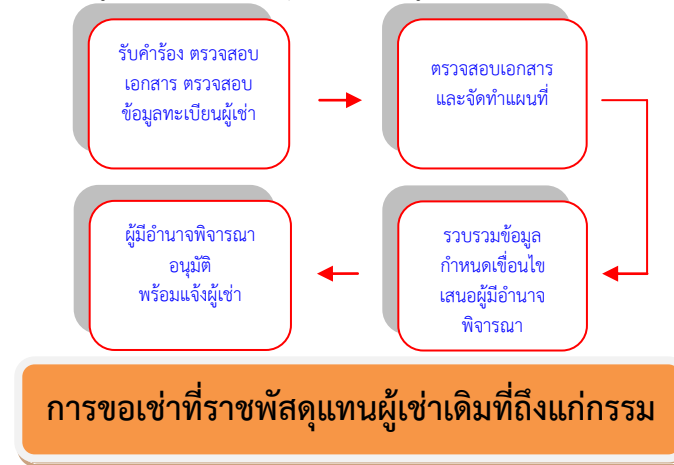 รับคำร้อง ตรวจสอบ
เอกสาร ตรวจสอบ
ข้อมูลทะเบียนผู้เช่า
ตรวจสอบเอกสาร
และจัดทำแผนที่
รวบรวมข้อมูล
กำหนดเขื่อนไข
เสนอผู้มีอำนาจ
พิจารณา
ผู้มีอำนาจพิจารณา
อนุมัติ
พร้อมแจ้งผู้เช่า
การขอเช่าที่ราชพัสดุแทนผู้เช่าเดิมที่ถึงแก่กรรม